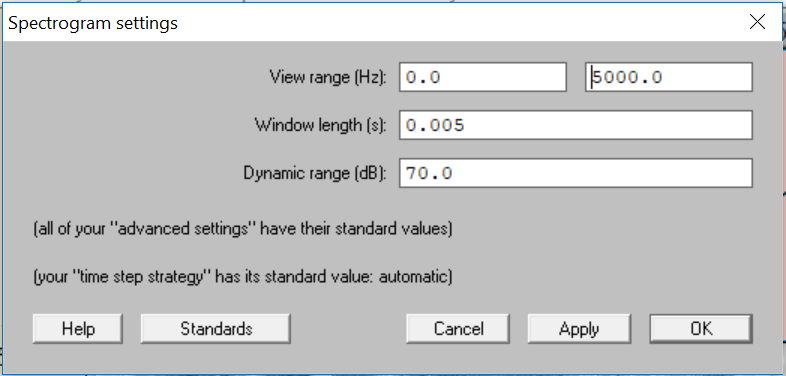 Spectrogram settings
View range (Hz): 0.0 5000.0
Window length (s): 0.005
Dynamic range (dB): 70.0
(all of your "advanced settings" have their standard values)
(your "time step strategy" has its standard value: automatic)
Help Standards Cancel Apply OK